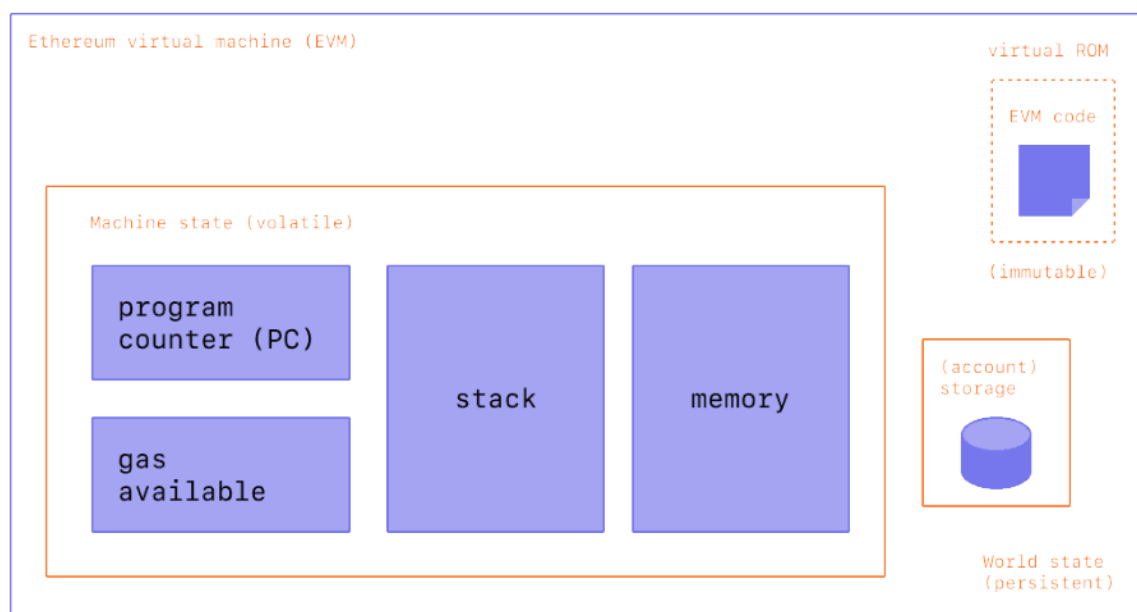 Ethereum virtual machine (EVM)
virtual ROM
EVM code
(immutable)
Machine state (volatile)
program
counter (PC)
gas
available
stack
memory
(account)
storage
World state
(persistent)